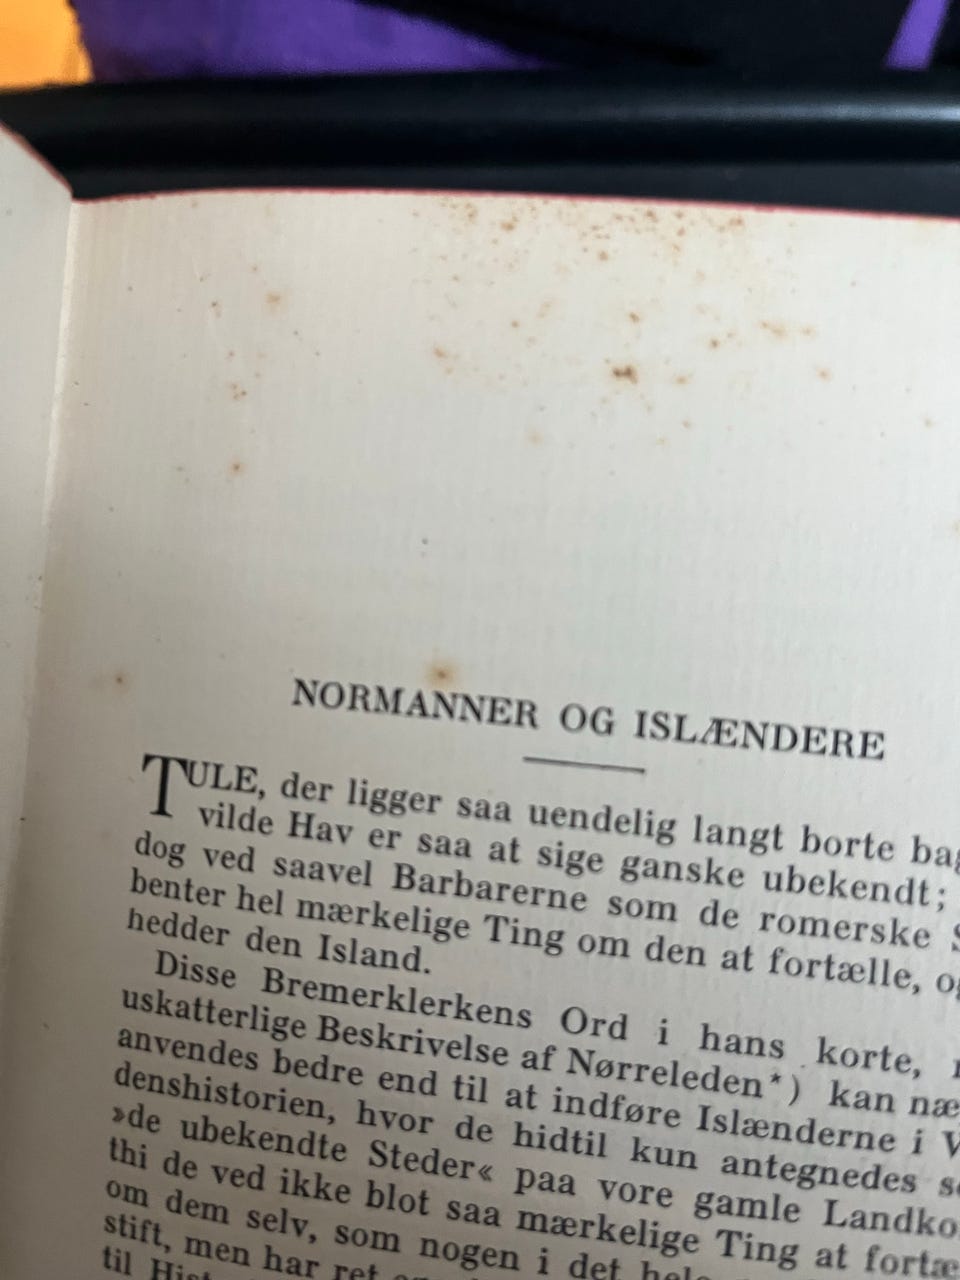 NORMANNER OG ISLÆNDERE
TULE, der ligger saa uendelig langt borte
vilde Hav er saa at sige ganske ubekendt;
dog ved saavel Barbarerne som de romerske
benter hel mærkelige Ting om den at fortælle,
hedder den Island.
Disse Bremerklerkens Ord i hans korte,
uskatterlige Beskrivelse af Nørreleden*) kan
anvendes bedre end til at indføre Islænderne i
denshistorien, hvor de hidtil kun antegnedes
»de ubekendte Steder« paa vore gamle
thi de ved ikke blot saa mærkelige Ting at
om dem selv, som nogen i det
stift, men har ret
til